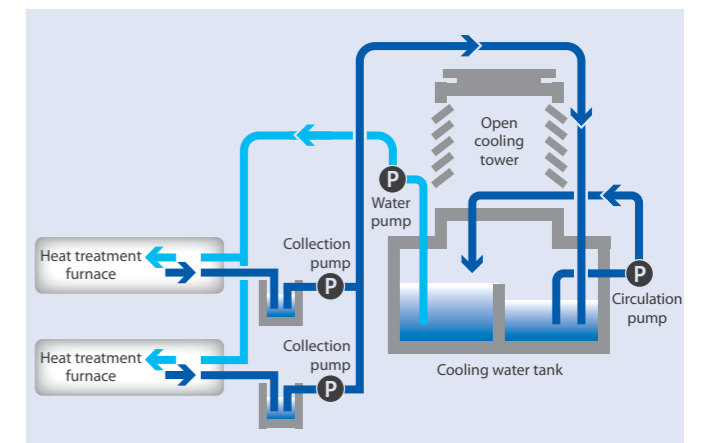 Open
cooling
tower
P
Water
pump
Heat treatment
furnace
Collection
pump
P
P
Circulation
pump
Heat treatment
furnace
Collection
pump
P
Cooling water tank